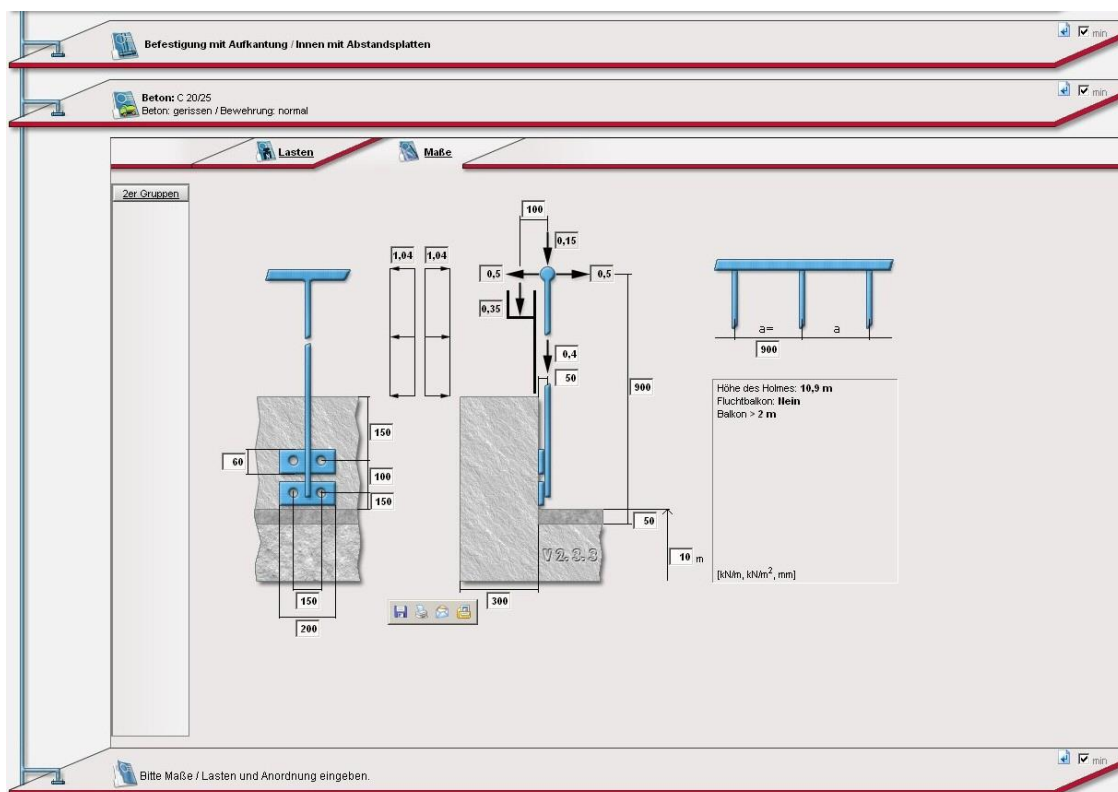 Befestigung mit Aufkantung / Innen mit Abstandsplatten
min
Beton: C 20/25
Beton: gerissen / Bewehrung: normal
min
Lasten
Maße
2er Gruppen
100
0,15
1,04
1,04
0,5
0,5
0,35
0,4
50
900
150
60
100
150
50
10 m
V 2.3.3
150
200
300
a=
a
900
Höhe des Holmes: 10,9 m
Fluchtbalkon: Nein
Balkon > 2 m
[kN/m, kN/m², mm]
Bitte Maße / Lasten und Anordnung eingeben.
min